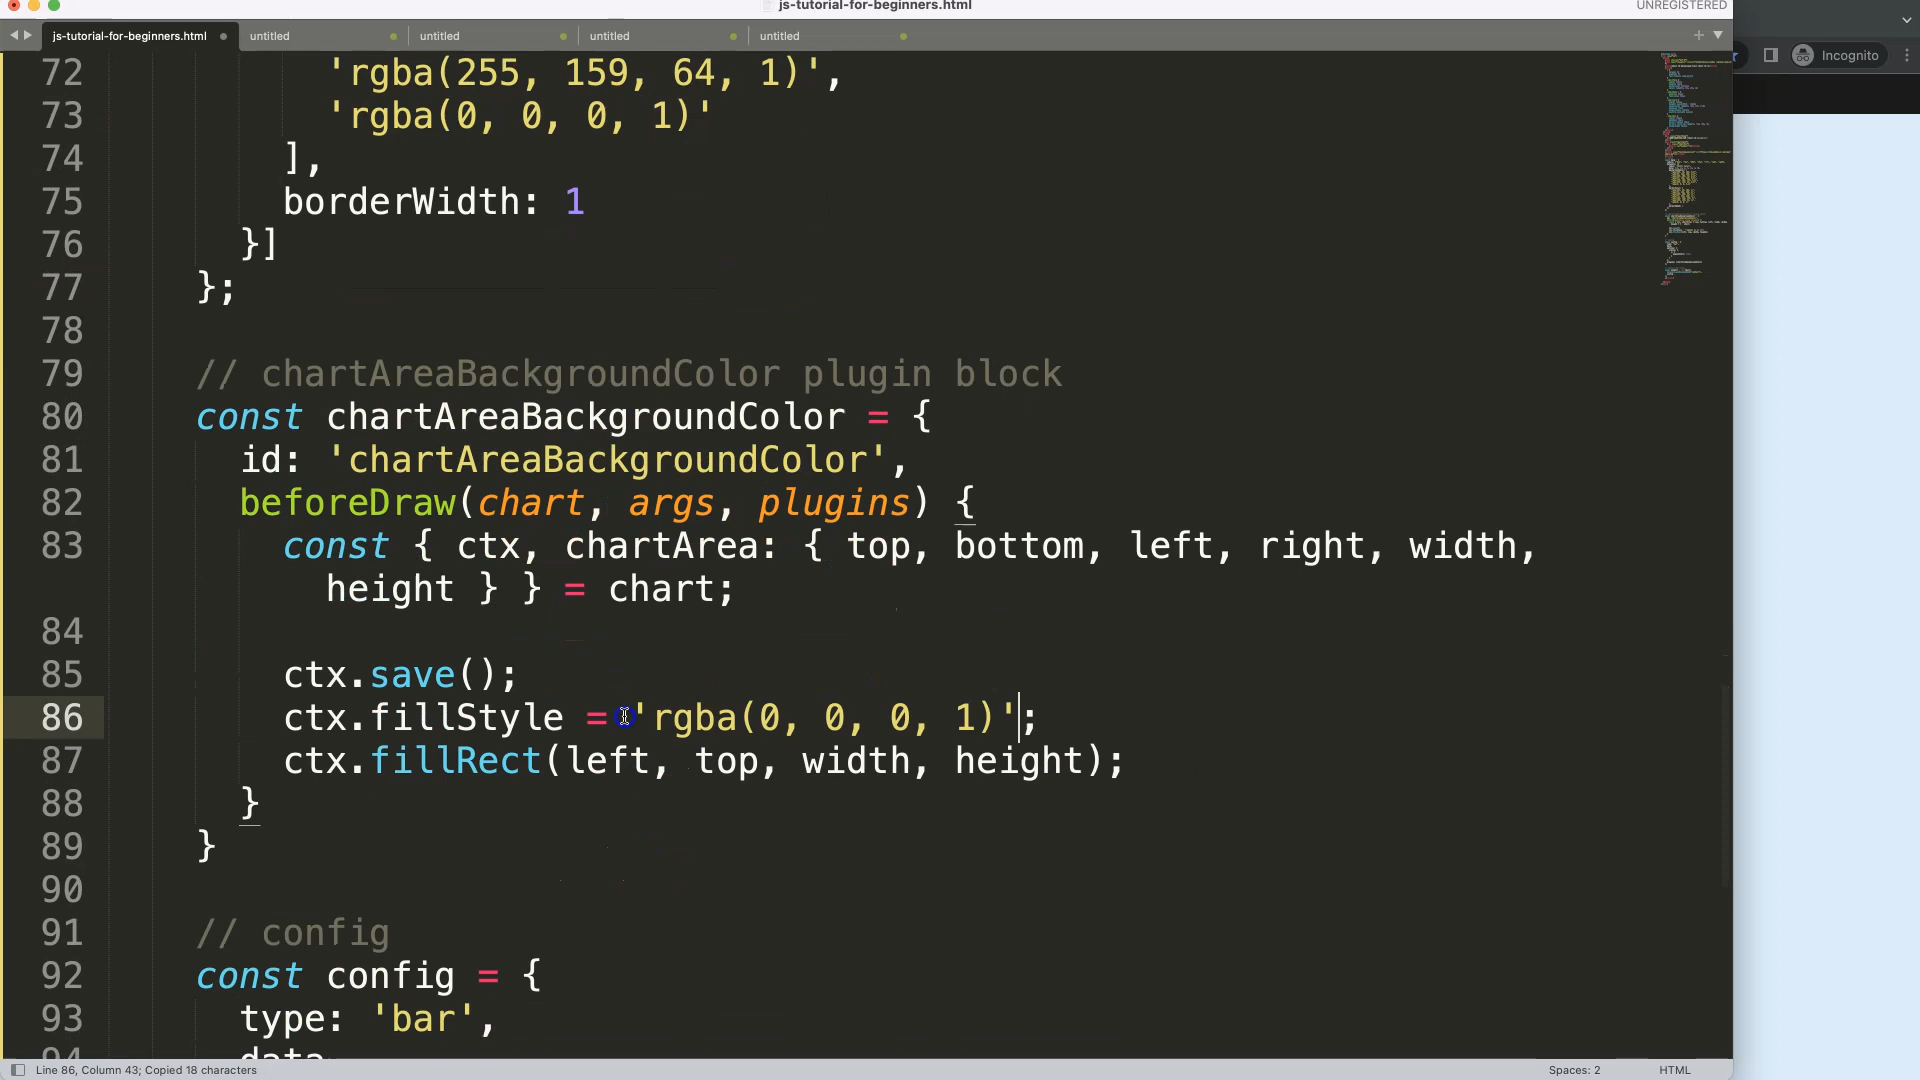 js-tutorial-for-beginners.html
UNREGISTERED
js-tutorial-for-beginners.html untitled untitled untitled untitled
Incognito
72 'rgba(255, 159, 64, 1)',
73 'rgba(0, 0, 0, 1)'
74 ],
75 borderWidth: 1
76 }]
77 };
78
79 // chartAreaBackgroundColor plugin block
80 const chartAreaBackgroundColor = {
81 id: 'chartAreaBackgroundColor',
82 beforeDraw(chart, args, plugins) {
83 const { ctx, chartArea: { top, bottom, left, right, width,
height } } = chart;
84
85 ctx.save();
86 ctx.fillStyle = 'rgba(0, 0, 0, 1)';
87 ctx.fillRect(left, top, width, height);
88 }
89 }
90
91 // config
92 const config = {
93 type: 'bar',
94 data,
Line 86, Column 43; Copied 18 characters
Spaces: 2
HTML